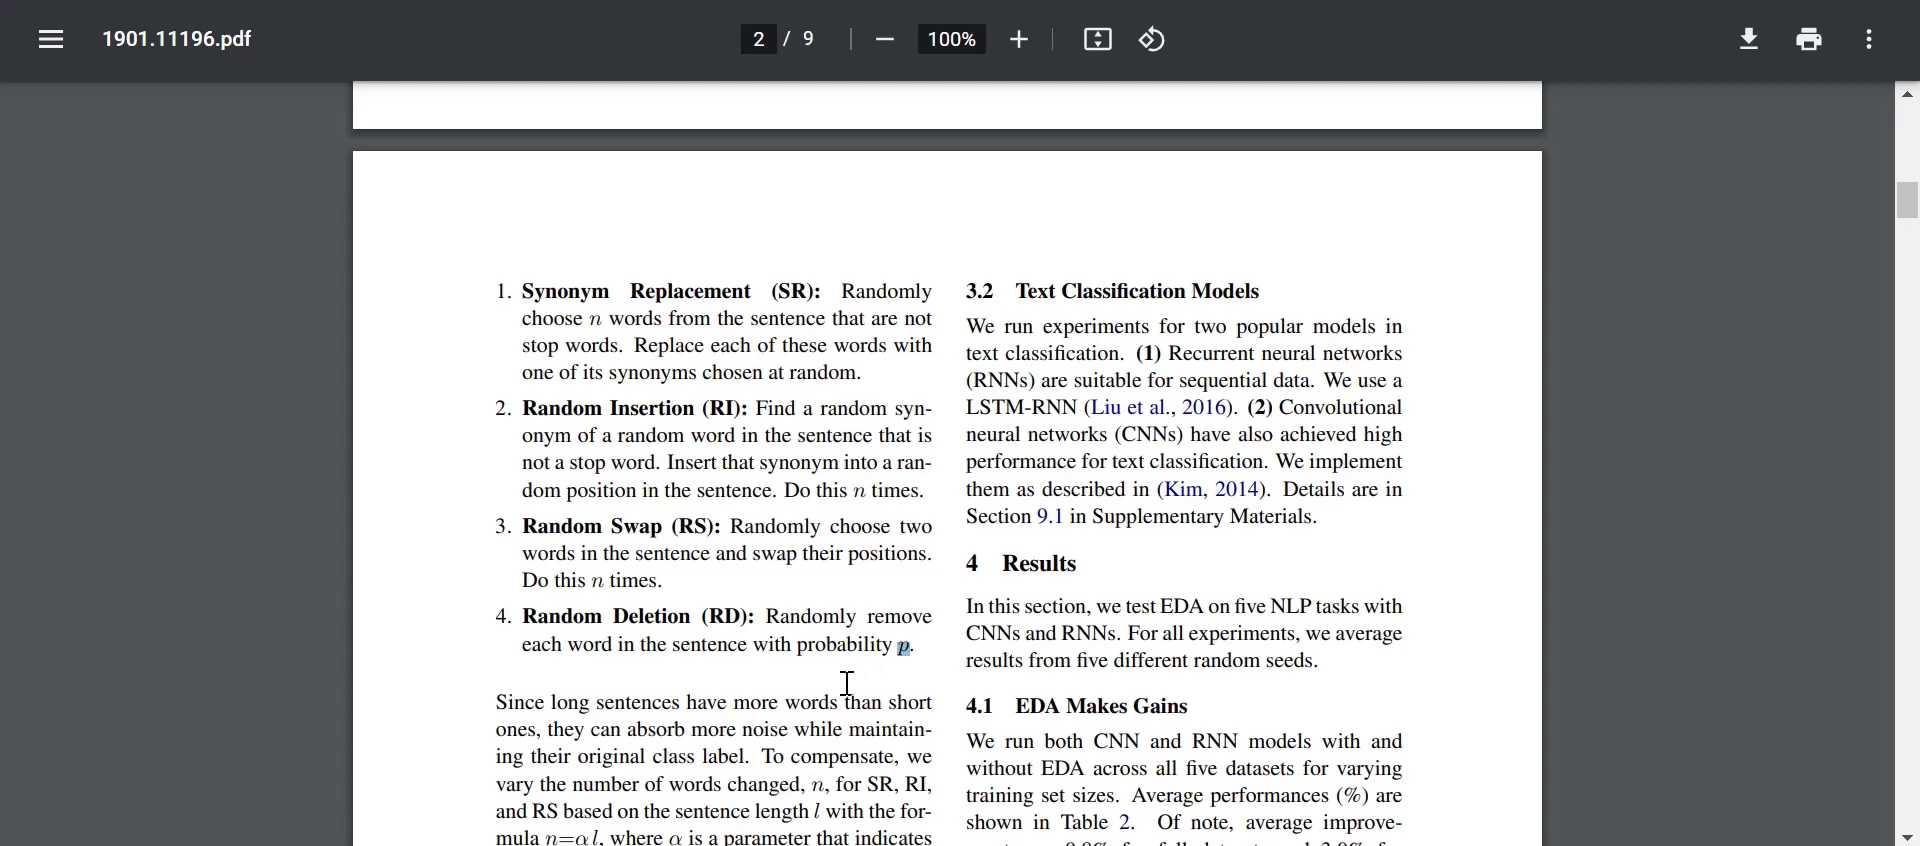 1901.11196.pdf
2 / 9
100%
1. Synonym Replacement (SR): Randomly
choose n words from the sentence that are not
stop words. Replace each of these words with
one of its synonyms chosen at random.
2. Random Insertion (RI): Find a random syn-
onym of a random word in the sentence that is
not a stop word. Insert that synonym into a ran-
dom position in the sentence. Do this n times.
3. Random Swap (RS): Randomly choose two
words in the sentence and swap their positions.
Do this n times.
4. Random Deletion (RD): Randomly remove
each word in the sentence with probability p.
Since long sentences have more words than short
ones, they can absorb more noise while maintain-
ing their original class label. To compensate, we
vary the number of words changed, n, for SR, RI,
and RS based on the sentence length l with the for-
mula n=α l, where α is a parameter that indicates
3.2 Text Classification Models
We run experiments for two popular models in
text classification. (1) Recurrent neural networks
(RNNs) are suitable for sequential data. We use a
LSTM-RNN (Liu et al., 2016). (2) Convolutional
neural networks (CNNs) have also achieved high
performance for text classification. We implement
them as described in (Kim, 2014). Details are in
Section 9.1 in Supplementary Materials.
4 Results
In this section, we test EDA on five NLP tasks with
CNNs and RNNs. For all experiments, we average
results from five different random seeds.
4.1 EDA Makes Gains
We run both CNN and RNN models with and
without EDA across all five datasets for varying
training set sizes. Average performances (%) are
shown in Table 2. Of note, average improve-